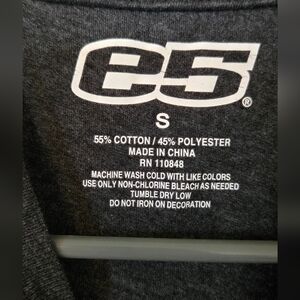 e5®
S
55% COTTON / 45% POLYESTER
MADE IN CHINA
RN 110848
MACHINE WASH COLD WITH LIKE COLORS
USE ONLY NON-CHLORINE BLEACH AS NEEDED
TUMBLE DRY LOW
DO NOT IRON ON DECORATION